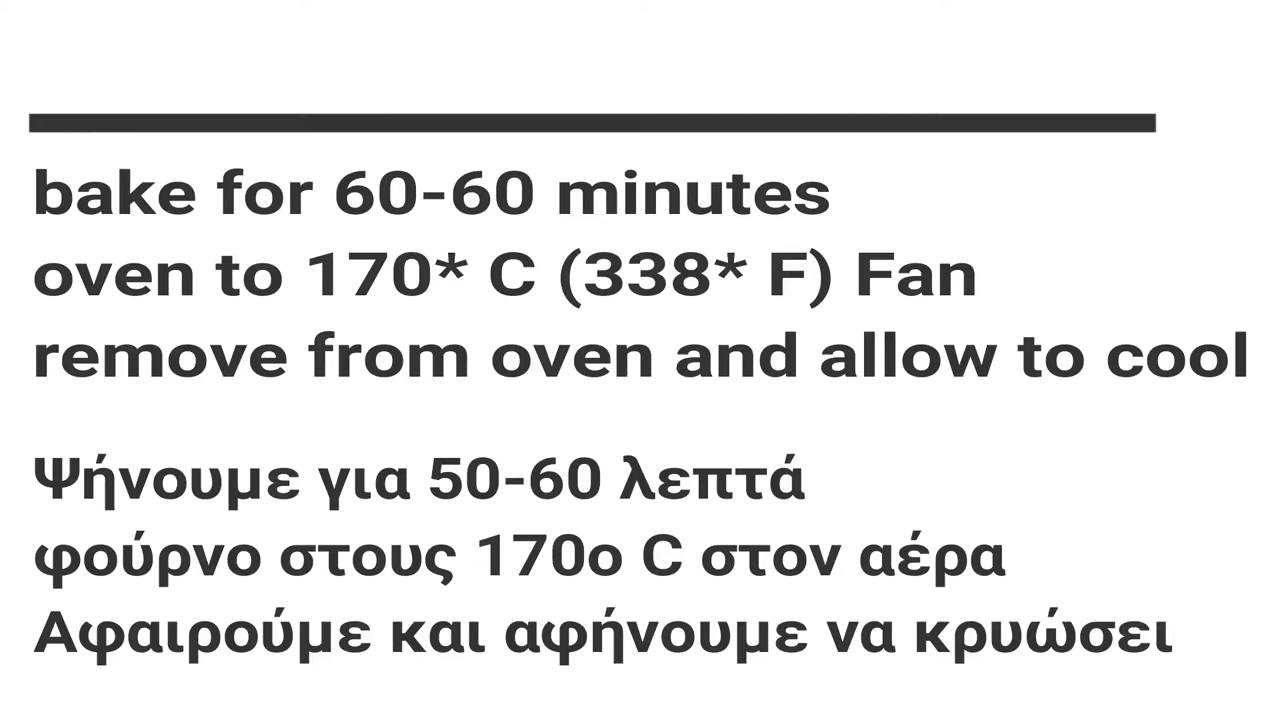 bake for 60-60 minutes
oven to 170* C (338* F) Fan
remove from oven and allow to cool
Ψήνουμε για 50-60 λεπτά
φούρνο στους 170ο C στον αέρα
Αφαιρούμε και αφήνουμε να κρυώσει